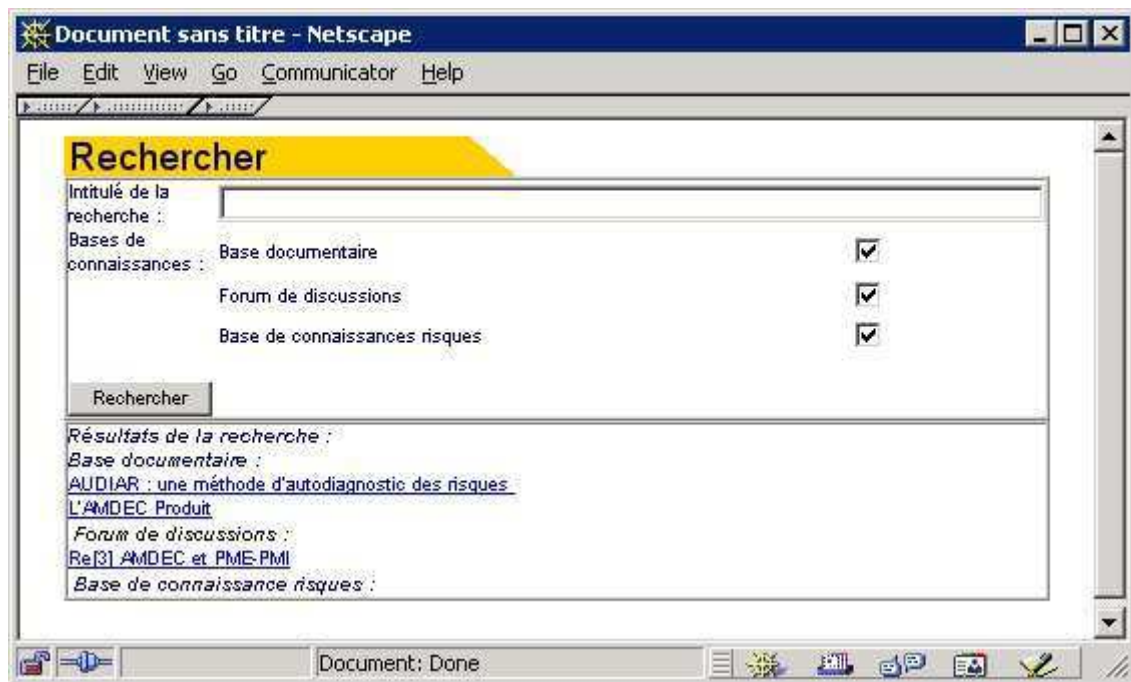 Document sans titre - Netscape
File Edit View Go Communicator Help
Rechercher
Intitulé de la
recherche :
Bases de
connaissances :
Base documentaire
Forum de discussions
Base de connaissances risques
Rechercher
Résultats de la recherche :
Base documentaire :
AUDIAR : une méthode d'autodiagnostic des risques
L'AMDEC Produit
Forum de discussions :
Re[3] AMDEC et PME-PMI
Base de connaissance risques :
Document: Done